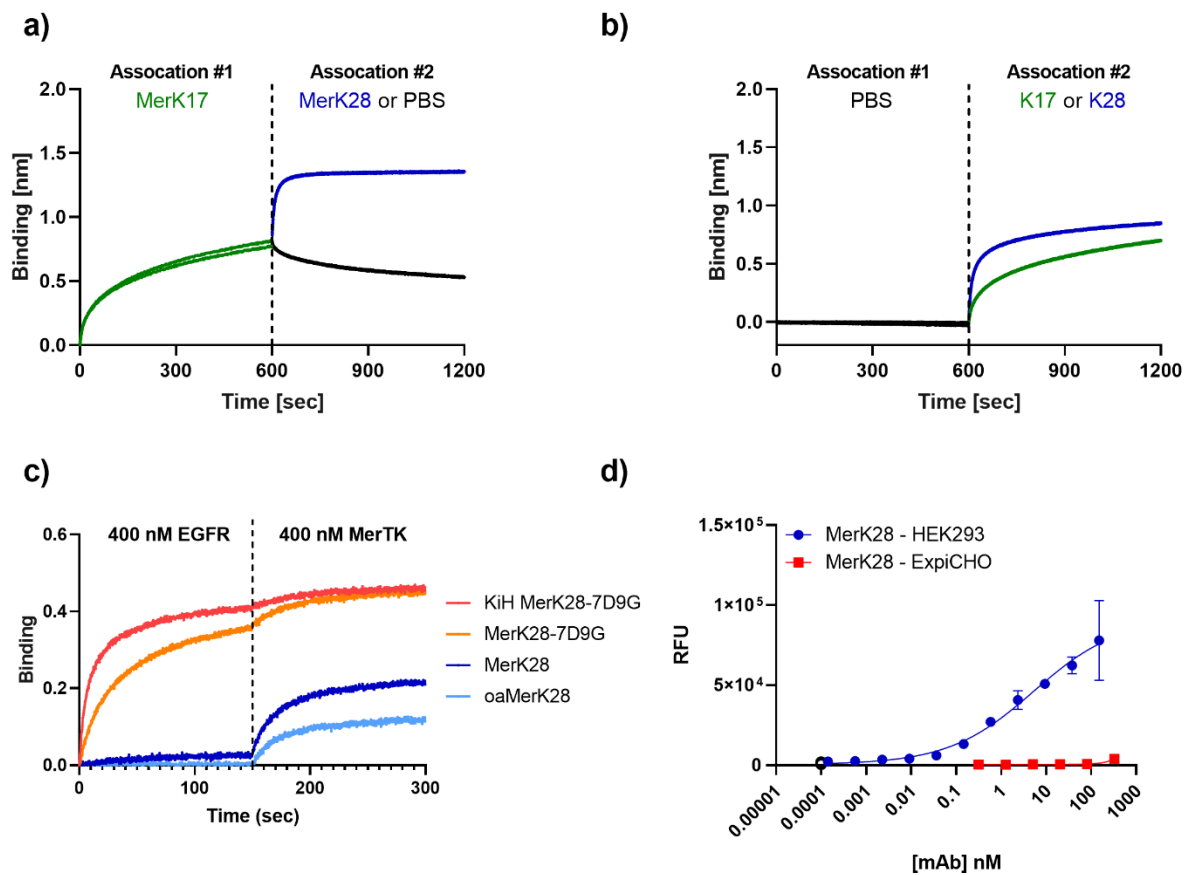 a)
Assocation #1
MerK17
Assocation #2
MerK28 or PBS
Binding [nm]
2.0
1.5
1.0
0.5
0.0
0
300
600
900
1200
Time [sec]
b)
Assocation #1
PBS
Assocation #2
K17 or K28
Binding [nm]
2.0
1.5
1.0
0.5
0.0
0
300
600
900
1200
Time [sec]
c)
400 nM EGFR
400 nM MerTK
Binding
0.6
0.4
0.2
0.0
0
100
200
300
Time (sec)
KiH MerK28-7D9G
MerK28-7D9G
MerK28
oaMerK28
d)
MerK28 - HEK293
MerK28 - ExpiCHO
RFU
1.5×10⁵
1×10⁵
5×10⁴
0
0.00001
0.0001
0.001
0.01
0.1
1
10
100
1000
[mAb] nM